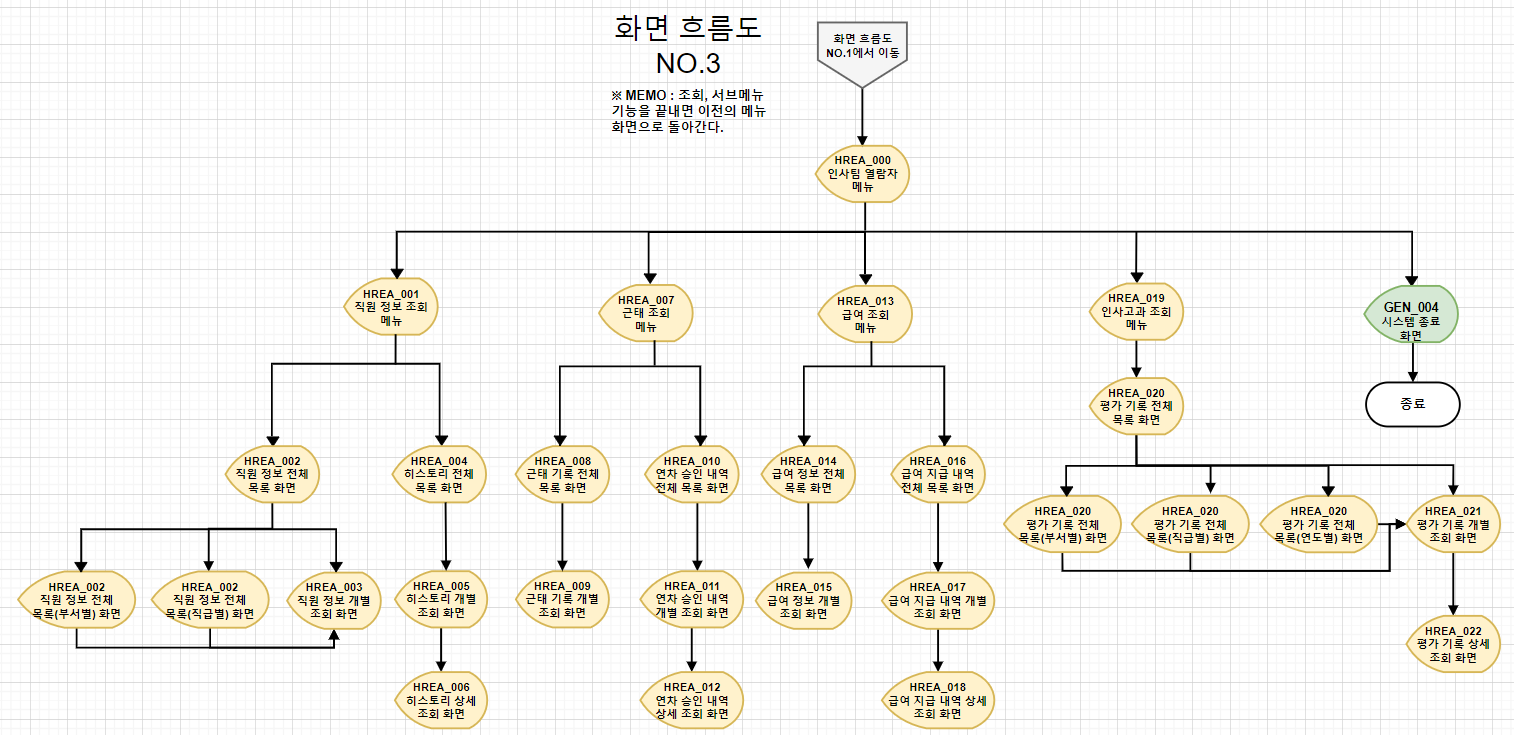 화면 흐름도
NO.3
※ MEMO : 조회, 서브메뉴
기능을 끝내면 이전의 메뉴
화면으로 돌아간다.
화면 흐름도
NO.1에서 이동
HREA_000
인사팀 열람자
메뉴
HREA_001
직원 정보 조회
메뉴
HREA_007
근태 조회
메뉴
HREA_013
급여 조회
메뉴
HREA_019
인사고과 조회
메뉴
GEN_004
시스템 종료
화면
종료
HREA_020
평가 기록 전체
목록 화면
HREA_002
직원 정보 전체
목록 화면
HREA_004
히스토리 전체
목록 화면
HREA_008
근태 기록 전체
목록 화면
HREA_010
연차 승인 내역
전체 목록 화면
HREA_014
급여 정보 전체
목록 화면
HREA_016
급여 지급 내역
전체 목록 화면
HREA_020
평가 기록 전체
목록(부서별) 화면
HREA_020
평가 기록 전체
목록(직급별) 화면
HREA_020
평가 기록 전체
목록(연도별) 화면
HREA_021
평가 기록 개별
조회 화면
HREA_002
직원 정보 전체
목록(부서별) 화면
HREA_002
직원 정보 전체
목록(직급별) 화면
HREA_003
직원 정보 개별
조회 화면
HREA_005
히스토리 개별
조회 화면
HREA_009
근태 기록 개별
조회 화면
HREA_011
연차 승인 내역
개별 조회 화면
HREA_015
급여 정보 개별
조회 화면
HREA_017
급여 지급 내역 개별
조회 화면
HREA_022
평가 기록 상세
조회 화면
HREA_006
히스토리 상세
조회 화면
HREA_012
연차 승인 내역
상세 조회 화면
HREA_018
급여 지급 내역 상세
조회 화면